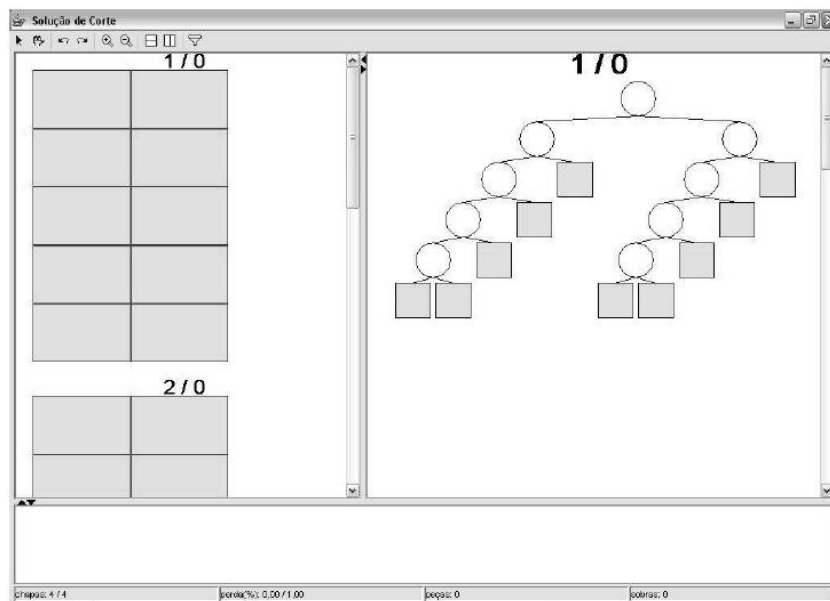 Solução de Corte
1 / 0
2 / 0
1 / 0
chapas: 4 / 4
perda(%): 0,00 / 1,00
peças: 0
sobras: 0